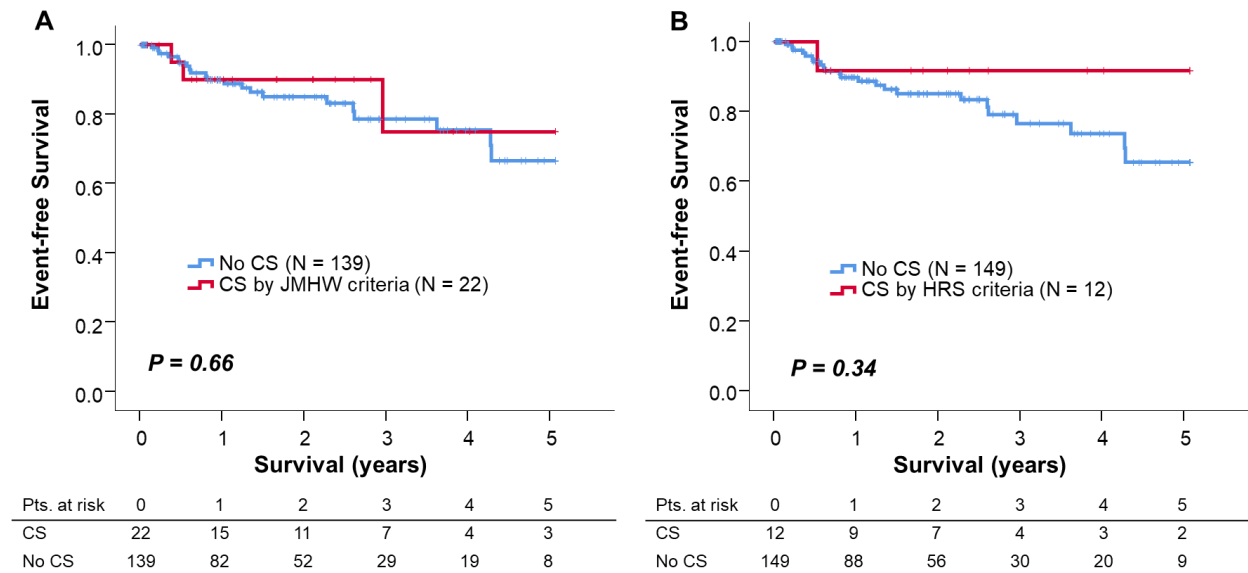 A
1.0
0.8
0.6
0.4
0.2
0.0
Event-free Survival
No CS (N = 139)
CS by JMHW criteria (N = 22)
P = 0.66
0 1 2 3 4 5
Survival (years)
Pts. at risk 0 1 2 3 4 5
CS 22 15 11 7 4 3
No CS 139 82 52 29 19 8
B
1.0
0.8
0.6
0.4
0.2
0.0
Event-free Survival
No CS (N = 149)
CS by HRS criteria (N = 12)
P = 0.34
0 1 2 3 4 5
Survival (years)
Pts. at risk 0 1 2 3 4 5
CS 12 9 7 4 3 2
No CS 149 88 56 30 20 9